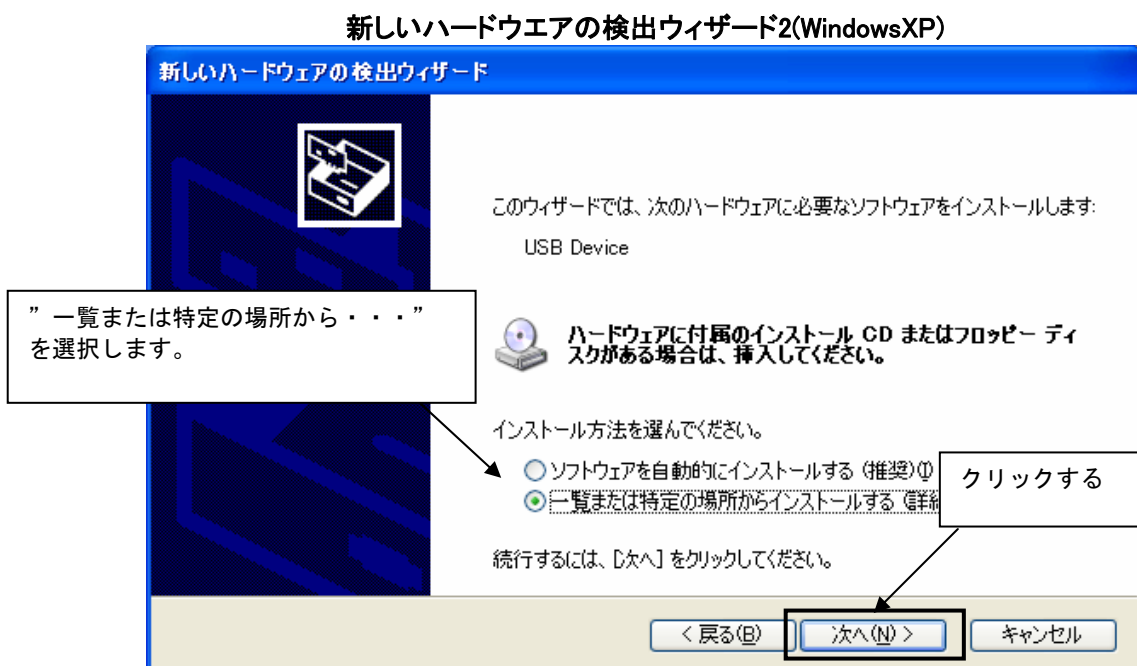 新しいハードウエアの検出ウィザード2(WindowsXP)
新しいハードウェアの検出ウィザード
このウィザードでは、次のハードウェアに必要なソフトウェアをインストールします:
USB Device
”一覧または特定の場所から・・・”
を選択します。
ハードウェアに付属のインストール CD またはフロッピー ディ
スクがある場合は、挿入してください。
インストール方法を選んでください。
ソフトウェアを自動的にインストールする (推奨)(I)
一覧または特定の場所からインストールする (詳細
クリックする
続行するには、[次へ] をクリックしてください。
< 戻る(B)
次へ(N) >
キャンセル